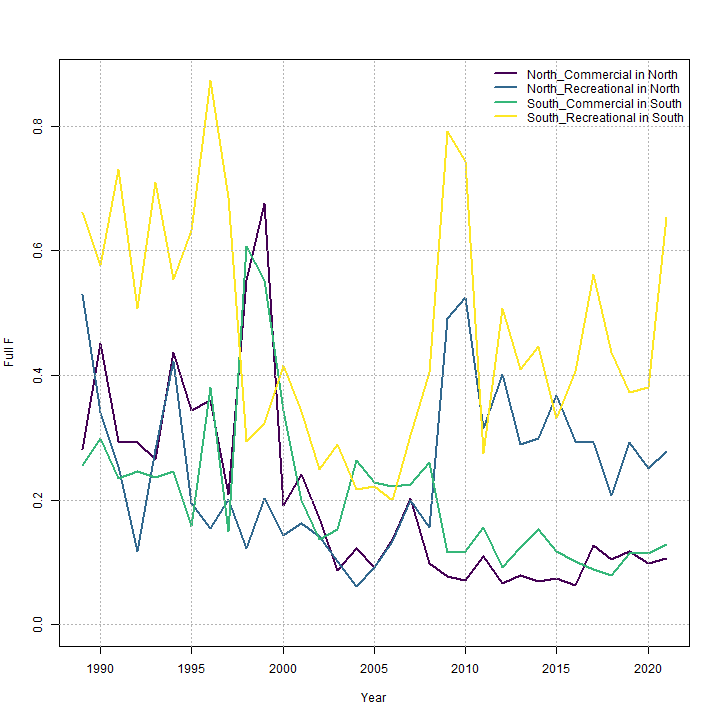 North_Commercial in North
North_Recreational in North
South_Commercial in South
South_Recreational in South
Full F
0.8
0.6
0.4
0.2
0.0
1990 1995 2000 2005 2010 2015 2020
Year